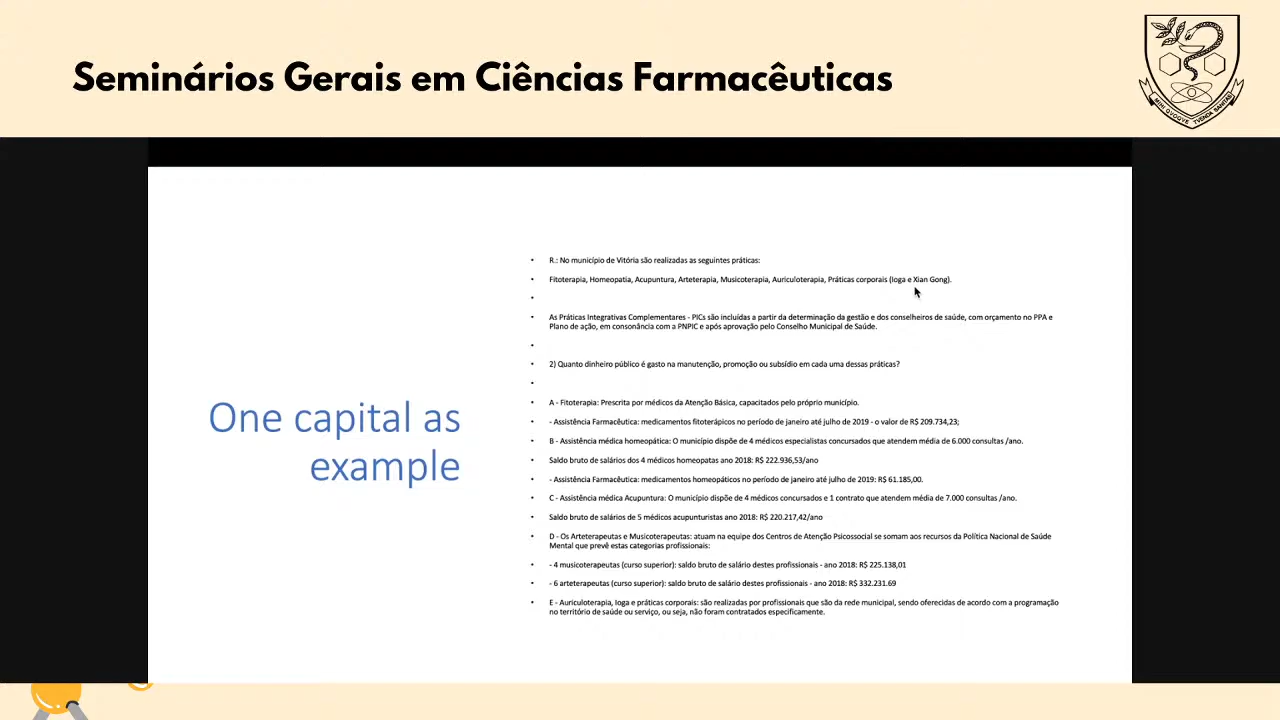 Seminários Gerais em Ciências Farmacêuticas
One capital as
example
• R.: No município de Vitória são realizadas as seguintes práticas:
• Fitoterapia, Homeopatia, Acupuntura, Arteterapia, Musicoterapia, Auriculoterapia, Práticas corporais (Ioga e Xian Gong).
•
• As Práticas Integrativas Complementares - PICs são incluídas a partir da determinação da gestão e dos conselheiros de saúde, com orçamento no PPA e
Plano de ação, em consonância com a PNPIC e após aprovação pelo Conselho Municipal de Saúde.
•
• 2) Quanto dinheiro público é gasto na manutenção, promoção ou subsídio em cada uma dessas práticas?
•
• A - Fitoterapia: Prescrita por médicos da Atenção Básica, capacitados pelo próprio município.
• - Assistência Farmacêutica: medicamentos fitoterápicos no período de janeiro até julho de 2019 - o valor de R$ 209.734,23;
• B - Assistência médica homeopática: O município dispõe de 4 médicos especialistas concursados que atendem média de 6.000 consultas /ano.
• Saldo bruto de salários dos 4 médicos homeopatas ano 2018: R$ 222.936,53/ano
• - Assistência Farmacêutica: medicamentos homeopáticos no período de janeiro até julho de 2019: R$ 61.185,00.
• C - Assistência médica Acupuntura: O município dispõe de 4 médicos concursados e 1 contrato que atendem média de 7.000 consultas /ano.
• Saldo bruto de salários de 5 médicos acupunturistas ano 2018: R$ 220.217,42/ano
• D - Os Arteterapeutas e Musicoterapeutas: atuam na equipe dos Centros de Atenção Psicossocial se somam aos recursos da Política Nacional de Saúde
Mental que prevê estas categorias profissionais:
• - 4 musicoterapeutas (curso superior): saldo bruto de salário destes profissionais - ano 2018: R$ 225.138,01
• - 6 arteterapeutas (curso superior): saldo bruto de salário destes profissionais - ano 2018: R$ 332.231.69
• E - Auriculoterapia, Ioga e práticas corporais: são realizadas por profissionais que são da rede municipal, sendo oferecidas de acordo com a programação
no território de saúde ou serviço, ou seja, não foram contratados especificamente.